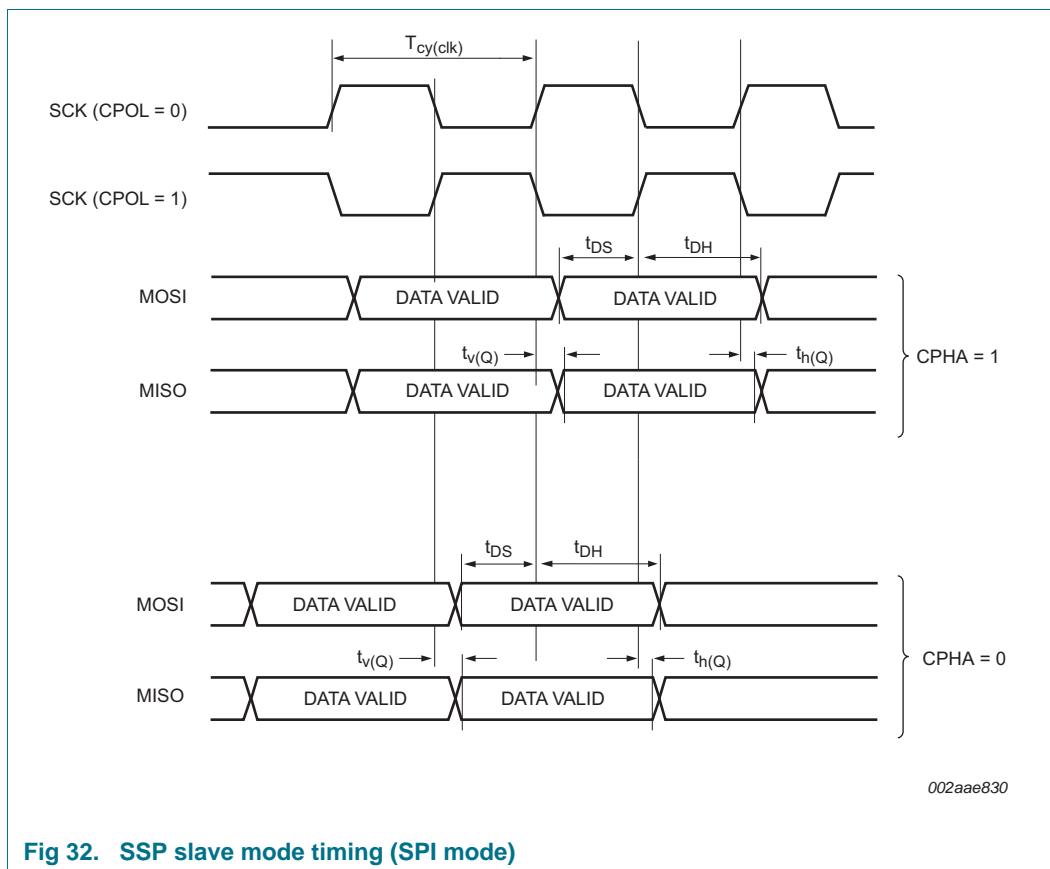 Tcy(clk)
SCK (CPOL = 0)
SCK (CPOL = 1)
tDS tDH
MOSI DATA VALID DATA VALID
tv(Q) th(Q)
CPHA = 1
MISO DATA VALID DATA VALID
tDS tDH
MOSI DATA VALID DATA VALID
tv(Q) th(Q)
CPHA = 0
MISO DATA VALID DATA VALID
002aae830
Fig 32. SSP slave mode timing (SPI mode)